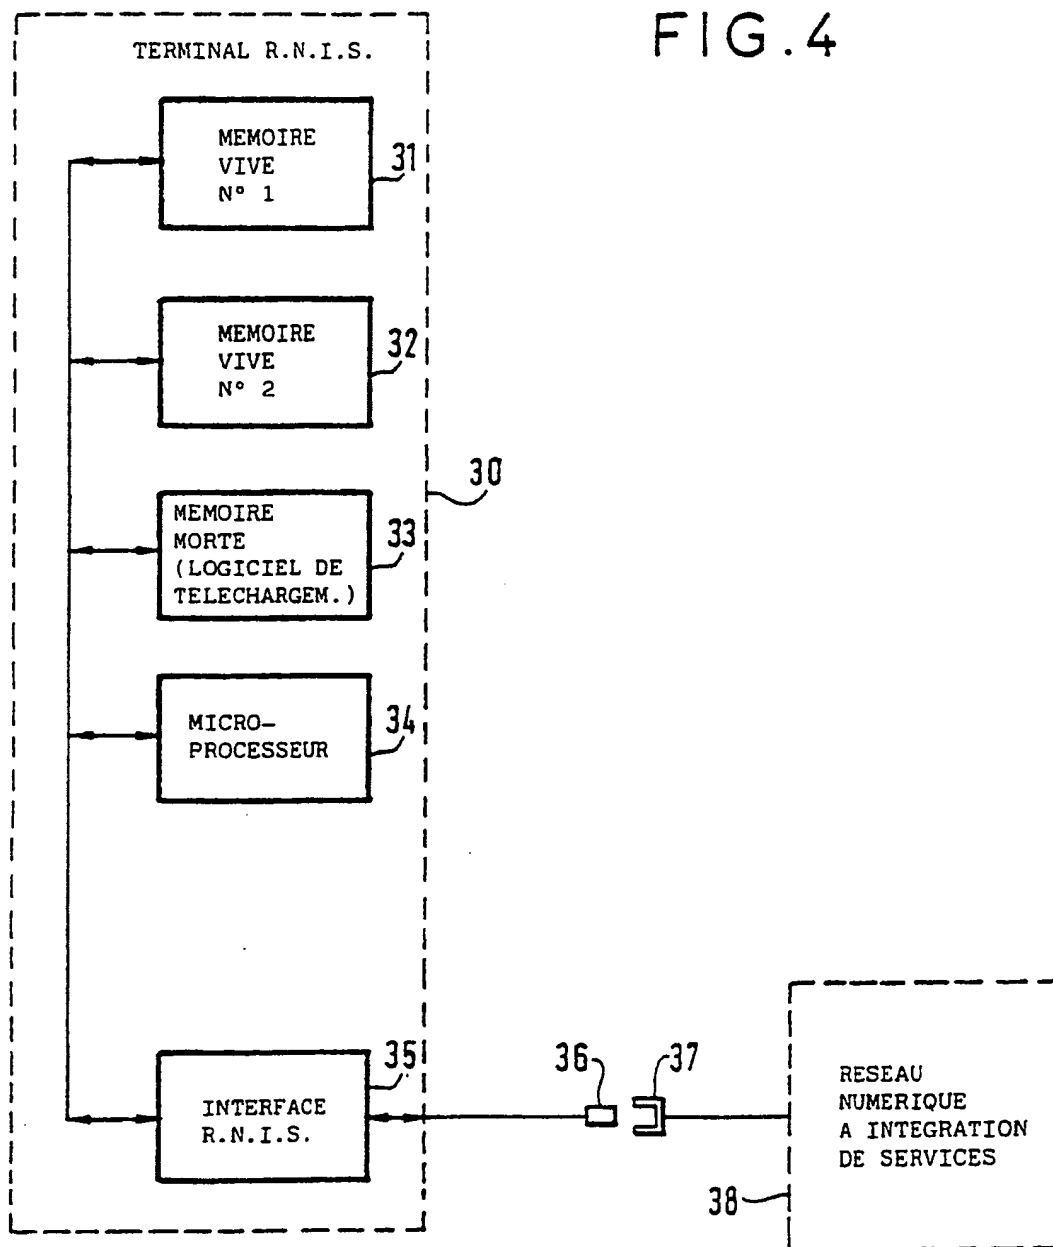 FIG.4
TERMINAL R.N.I.S.
MEMOIRE
VIVE
N° 1
31
MEMOIRE
VIVE
N° 2
32
30
MEMOIRE
MORTE
(LOGICIEL DE
TELECHARGEM.)
33
MICRO-
PROCESSEUR
34
INTERFACE
R.N.I.S.
35
36
37
RESEAU
NUMERIQUE
A INTEGRATION
DE SERVICES
38